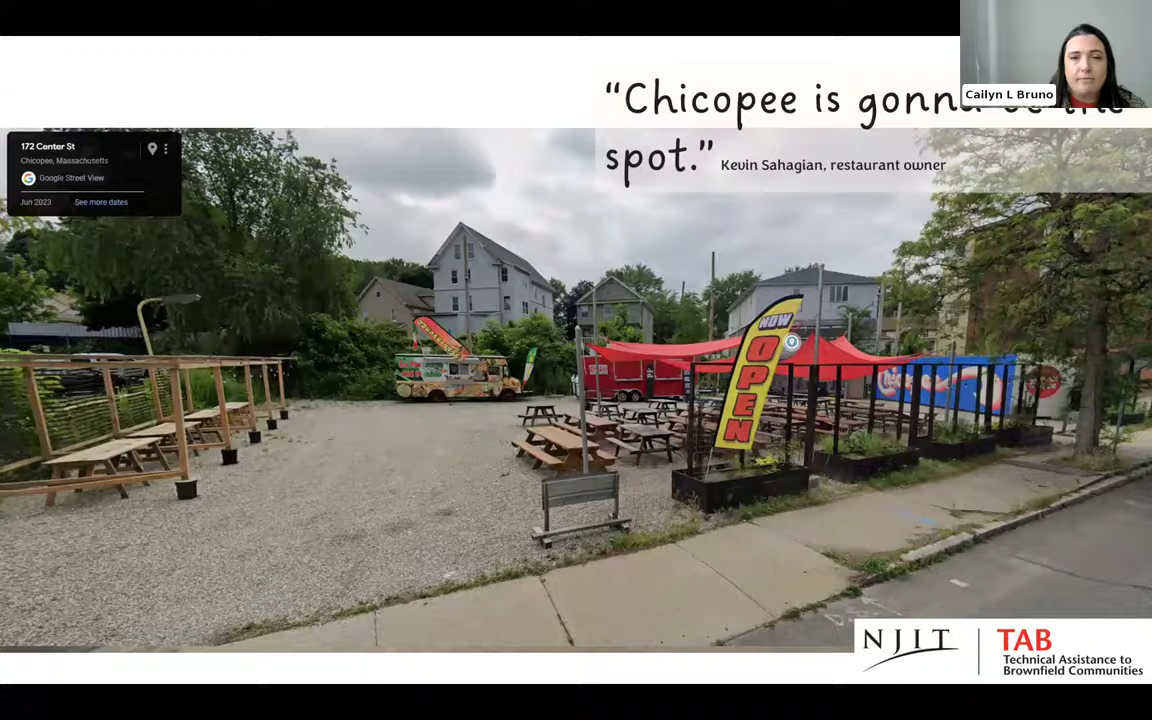 “Chicopee is gonna
spot.” Kevin Sahagian, restaurant owner
Cailyn L Bruno
172 Center St
Chicopee, Massachusetts
Google Street View
Jun 2023 See more dates
NOW
OPEN
NJIT
TAB
Technical Assistance to
Brownfield Communities